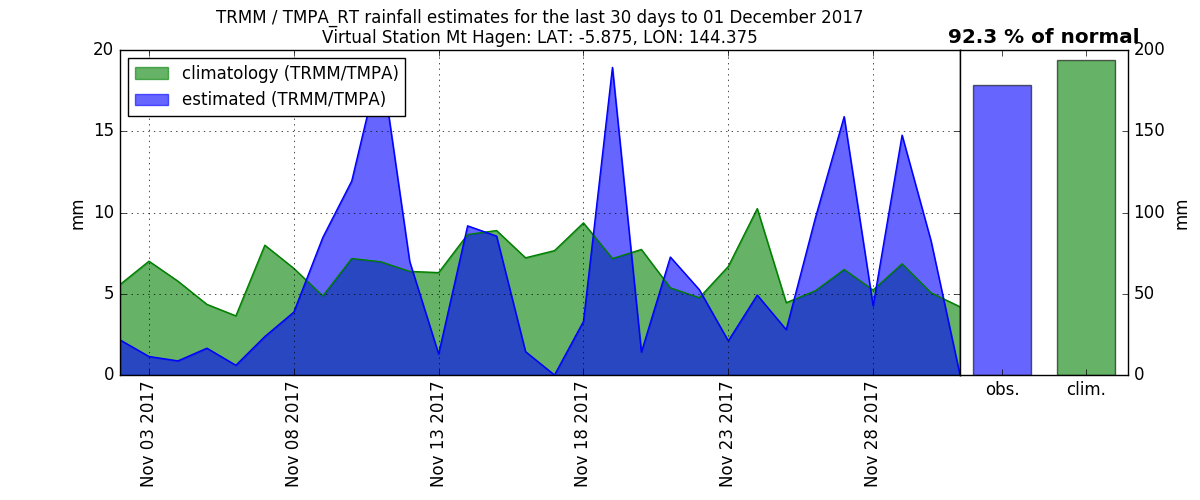 TRMM / TMPA_RT rainfall estimates for the last 30 days to 01 December 2017
Virtual Station Mt Hagen: LAT: -5.875, LON: 144.375
92.3 % of normal
climatology (TRMM/TMPA)
estimated (TRMM/TMPA)
20
15
10
5
0
mm
200
150
100
50
0
mm
Nov 03 2017
Nov 08 2017
Nov 13 2017
Nov 18 2017
Nov 23 2017
Nov 28 2017
obs.
clim.